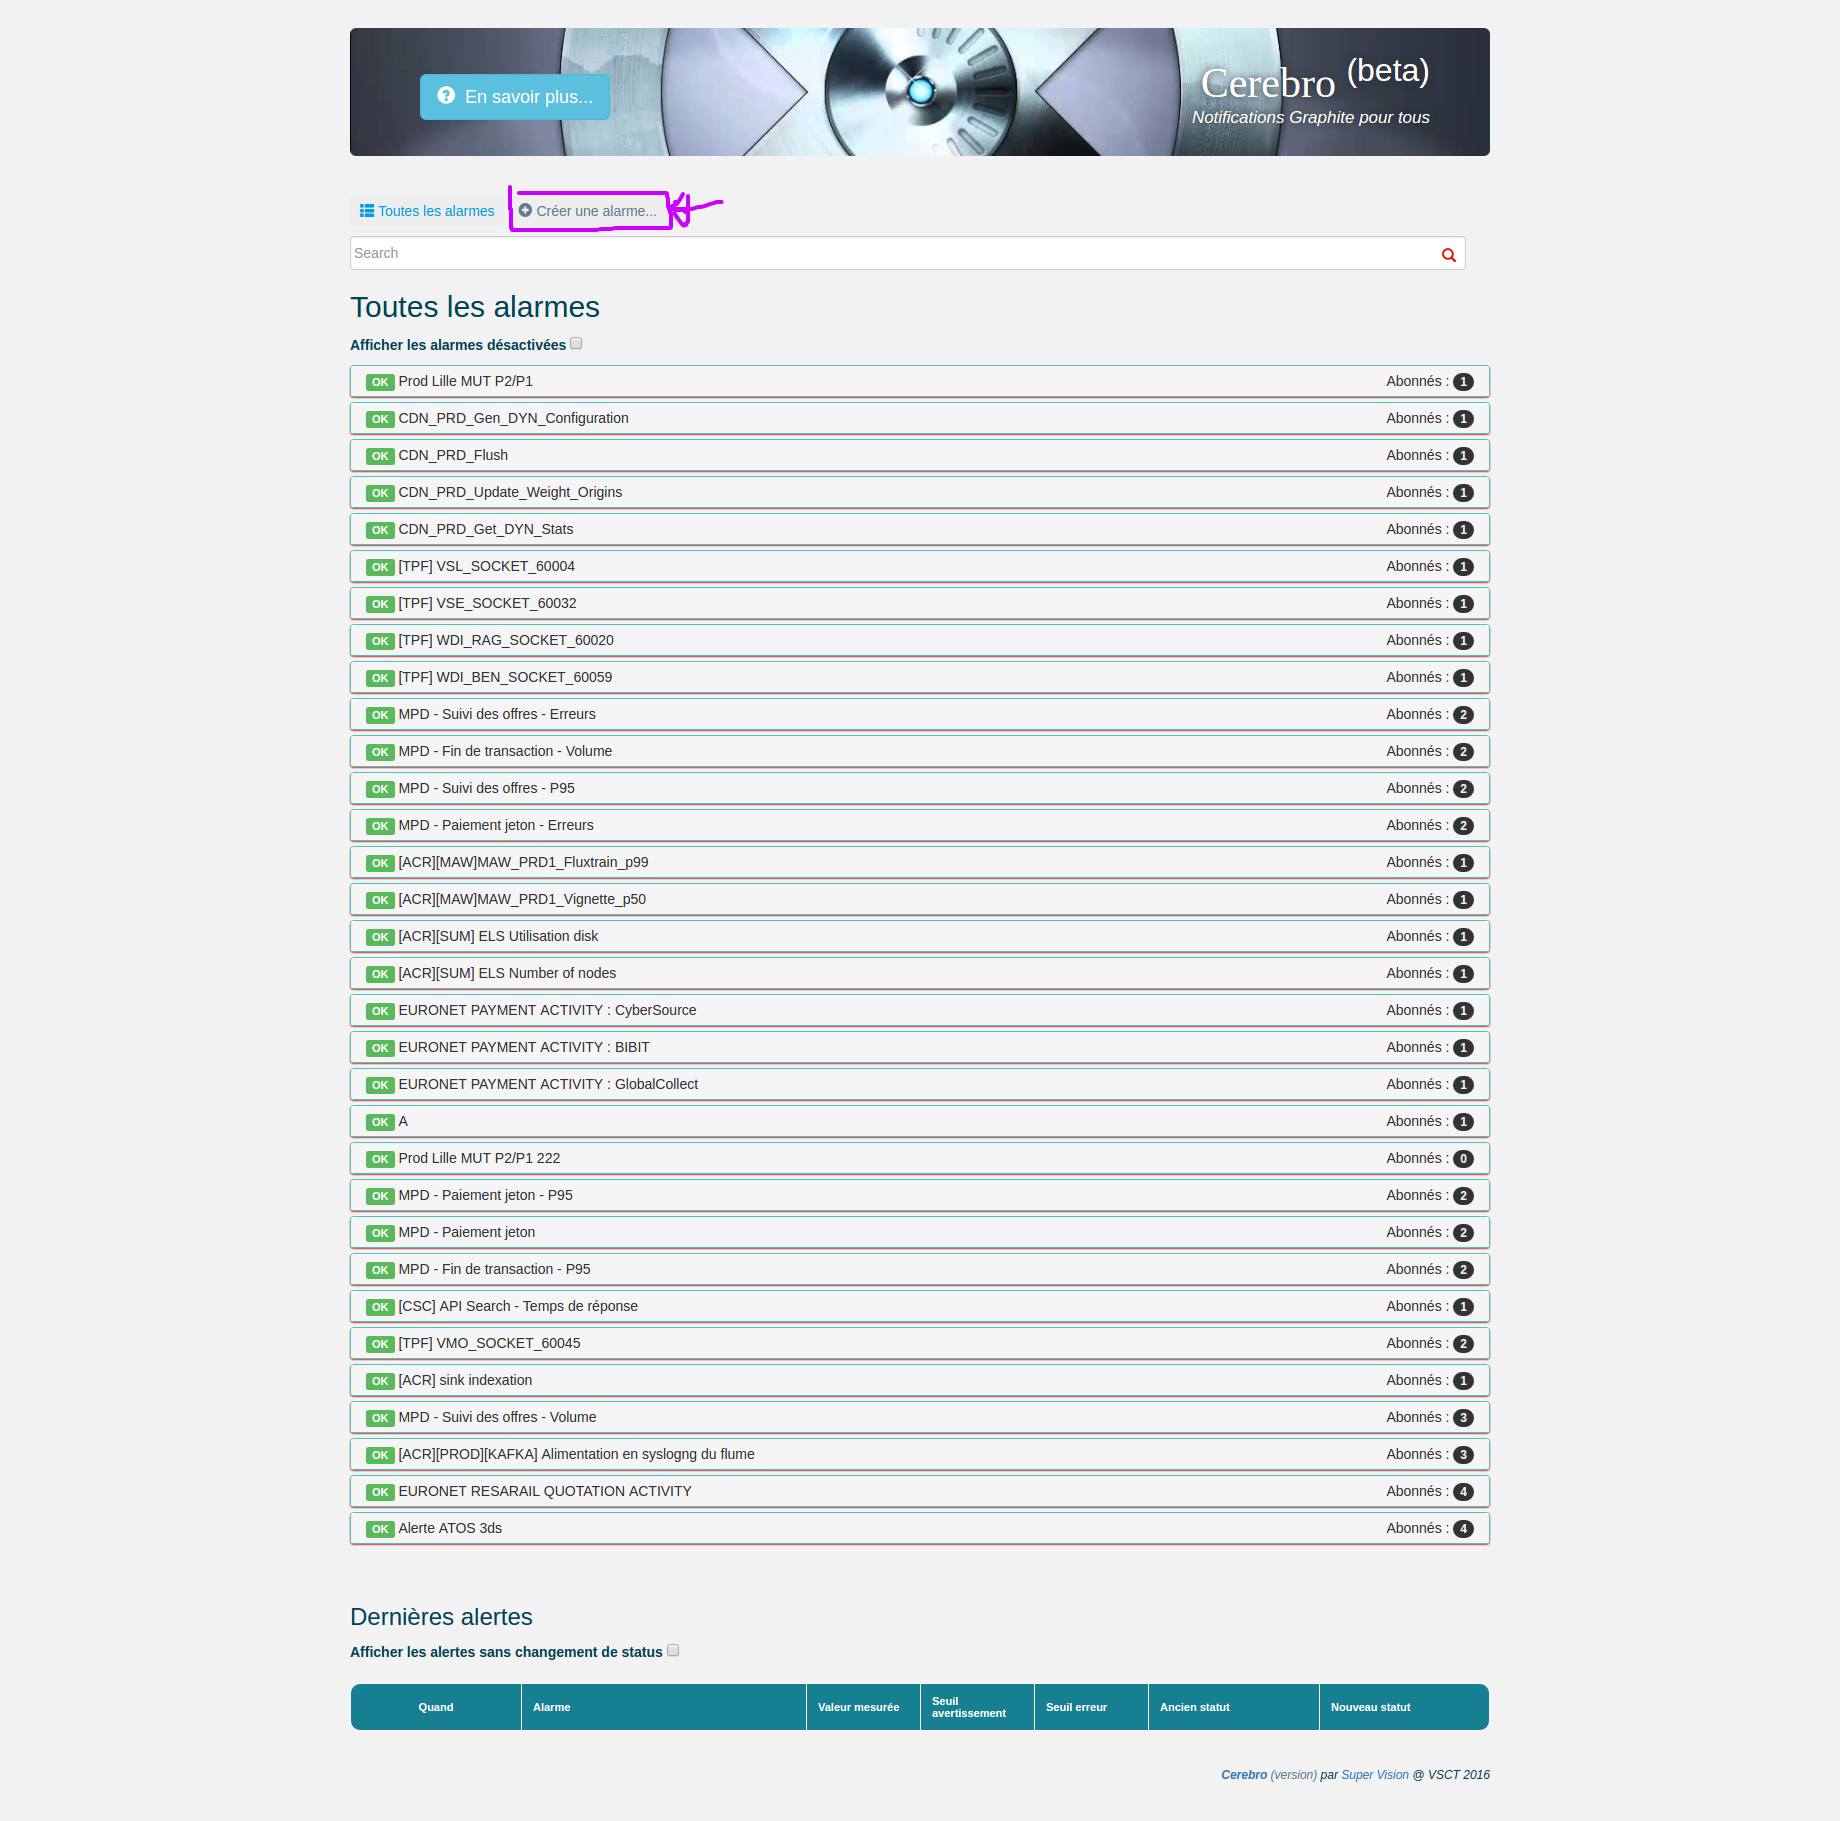 En savoir plus...
Cerebro (beta)
Notifications Graphite pour tous
Toutes les alarmes
Créer une alarme...
Search
Toutes les alarmes
Afficher les alarmes désactivées
OK Prod Lille MUT P2/P1 Abonnés : 1
OK CDN_PRD_Gen_DYN_Configuration Abonnés : 1
OK CDN_PRD_Flush Abonnés : 1
OK CDN_PRD_Update_Weight_Origins Abonnés : 1
OK CDN_PRD_Get_DYN_Stats Abonnés : 1
OK [TPF] VSL_SOCKET_60004 Abonnés : 1
OK [TPF] VSE_SOCKET_60032 Abonnés : 1
OK [TPF] WDI_RAG_SOCKET_60020 Abonnés : 1
OK [TPF] WDI_BEN_SOCKET_60059 Abonnés : 1
OK MPD - Suivi des offres - Erreurs Abonnés : 2
OK MPD - Fin de transaction - Volume Abonnés : 2
OK MPD - Suivi des offres - P95 Abonnés : 2
OK MPD - Paiement jeton - Erreurs Abonnés : 2
OK [ACR][MAW]MAW_PRD1_Fluxtrain_p99 Abonnés : 1
OK [ACR][MAW]MAW_PRD1_Vignette_p50 Abonnés : 1
OK [ACR][SUM] ELS Utilisation disk Abonnés : 1
OK [ACR][SUM] ELS Number of nodes Abonnés : 1
OK EURONET PAYMENT ACTIVITY : CyberSource Abonnés : 1
OK EURONET PAYMENT ACTIVITY : BIBIT Abonnés : 1
OK EURONET PAYMENT ACTIVITY : GlobalCollect Abonnés : 1
OK A Abonnés : 1
OK Prod Lille MUT P2/P1 222 Abonnés : 0
OK MPD - Paiement jeton - P95 Abonnés : 2
OK MPD - Paiement jeton Abonnés : 2
OK MPD - Fin de transaction - P95 Abonnés : 2
OK [CSC] API Search - Temps de réponse Abonnés : 1
OK [TPF] VMO_SOCKET_60045 Abonnés : 2
OK [ACR] sink indexation Abonnés : 1
OK MPD - Suivi des offres - Volume Abonnés : 3
OK [ACR][PROD][KAFKA] Alimentation en syslogng du flume Abonnés : 3
OK EURONET RESARAIL QUOTATION ACTIVITY Abonnés : 4
OK Alerte ATOS 3ds Abonnés : 4
Dernières alertes
Afficher les alertes sans changement de status
Quand Alarme Valeur mesurée Seuil avertissement Seuil erreur Ancien statut Nouveau statut
Cerebro (version) par Super Vision @ VSCT 2016